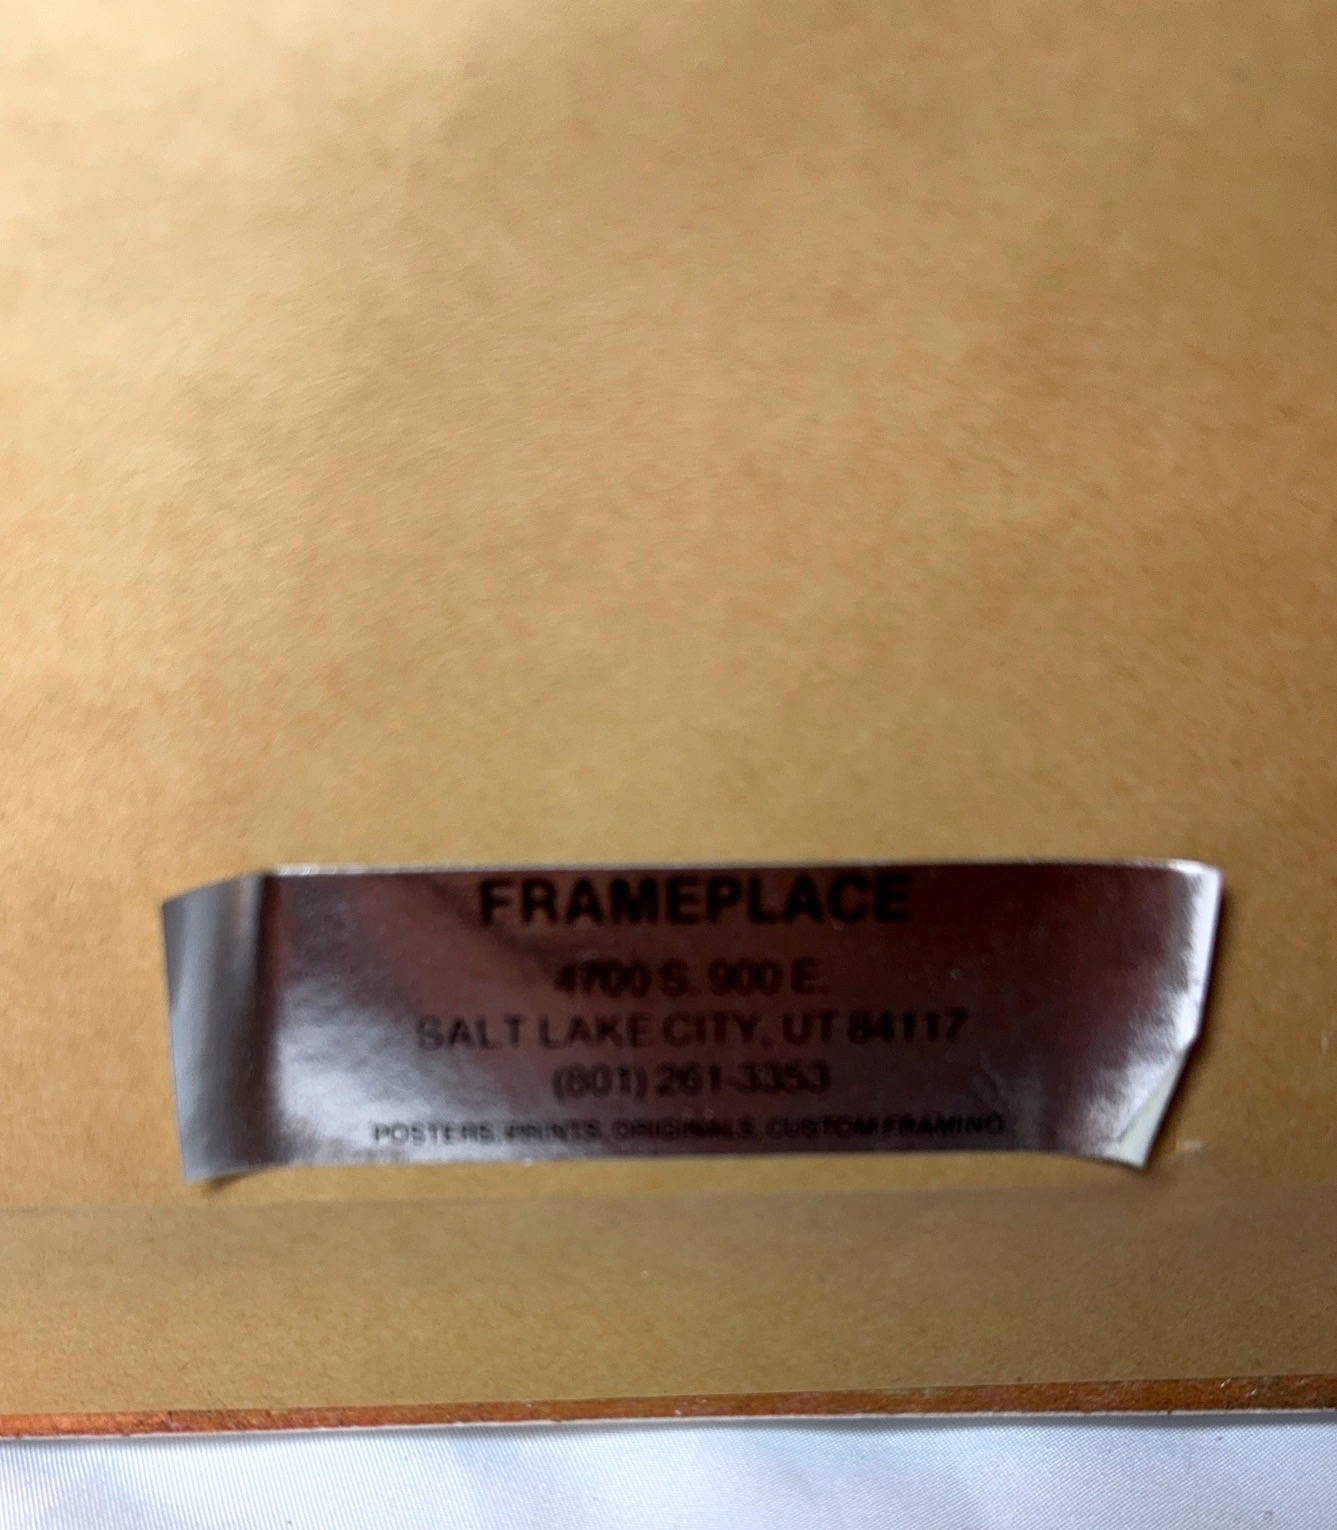 FRAMEPLACE
4700 S. 900 E.
SALT LAKE CITY, UT 84117
(801) 261-3353
POSTERS, PRINTS, ORIGINALS, CUSTOM FRAMING